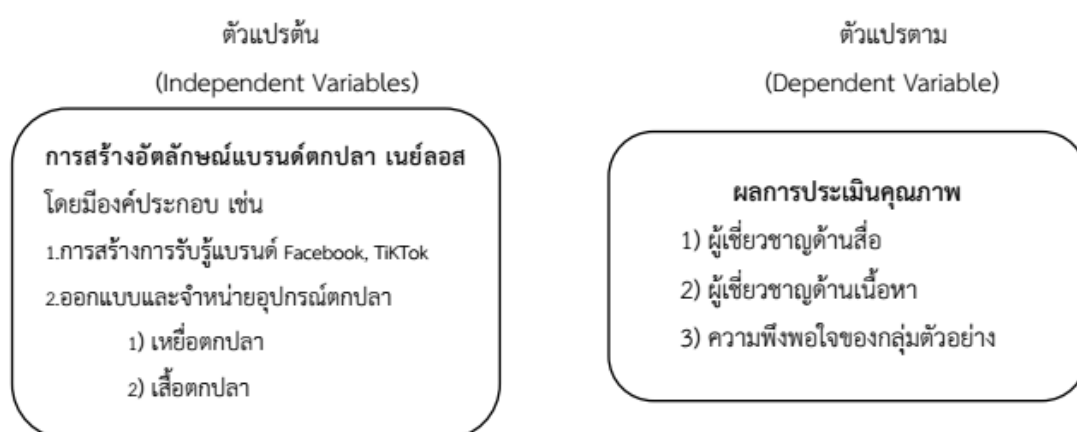 ตัวแปรต้น
(Independent Variables)
การสร้างอัตลักษณ์แบรนด์ตกปลา เนย์ลอส
โดยมีองค์ประกอบ เช่น
1.การสร้างการรับรู้แบรนด์ Facebook, TiKTok
2.ออกแบบและจำหน่ายอุปกรณ์ตกปลา
1) เหยื่อตกปลา
2) เสื้อตกปลา
ตัวแปรตาม
(Dependent Variable)
ผลการประเมินคุณภาพ
1) ผู้เชี่ยวชาญด้านสื่อ
2) ผู้เชี่ยวชาญด้านเนื้อหา
3) ความพึงพอใจของกลุ่มตัวอย่าง